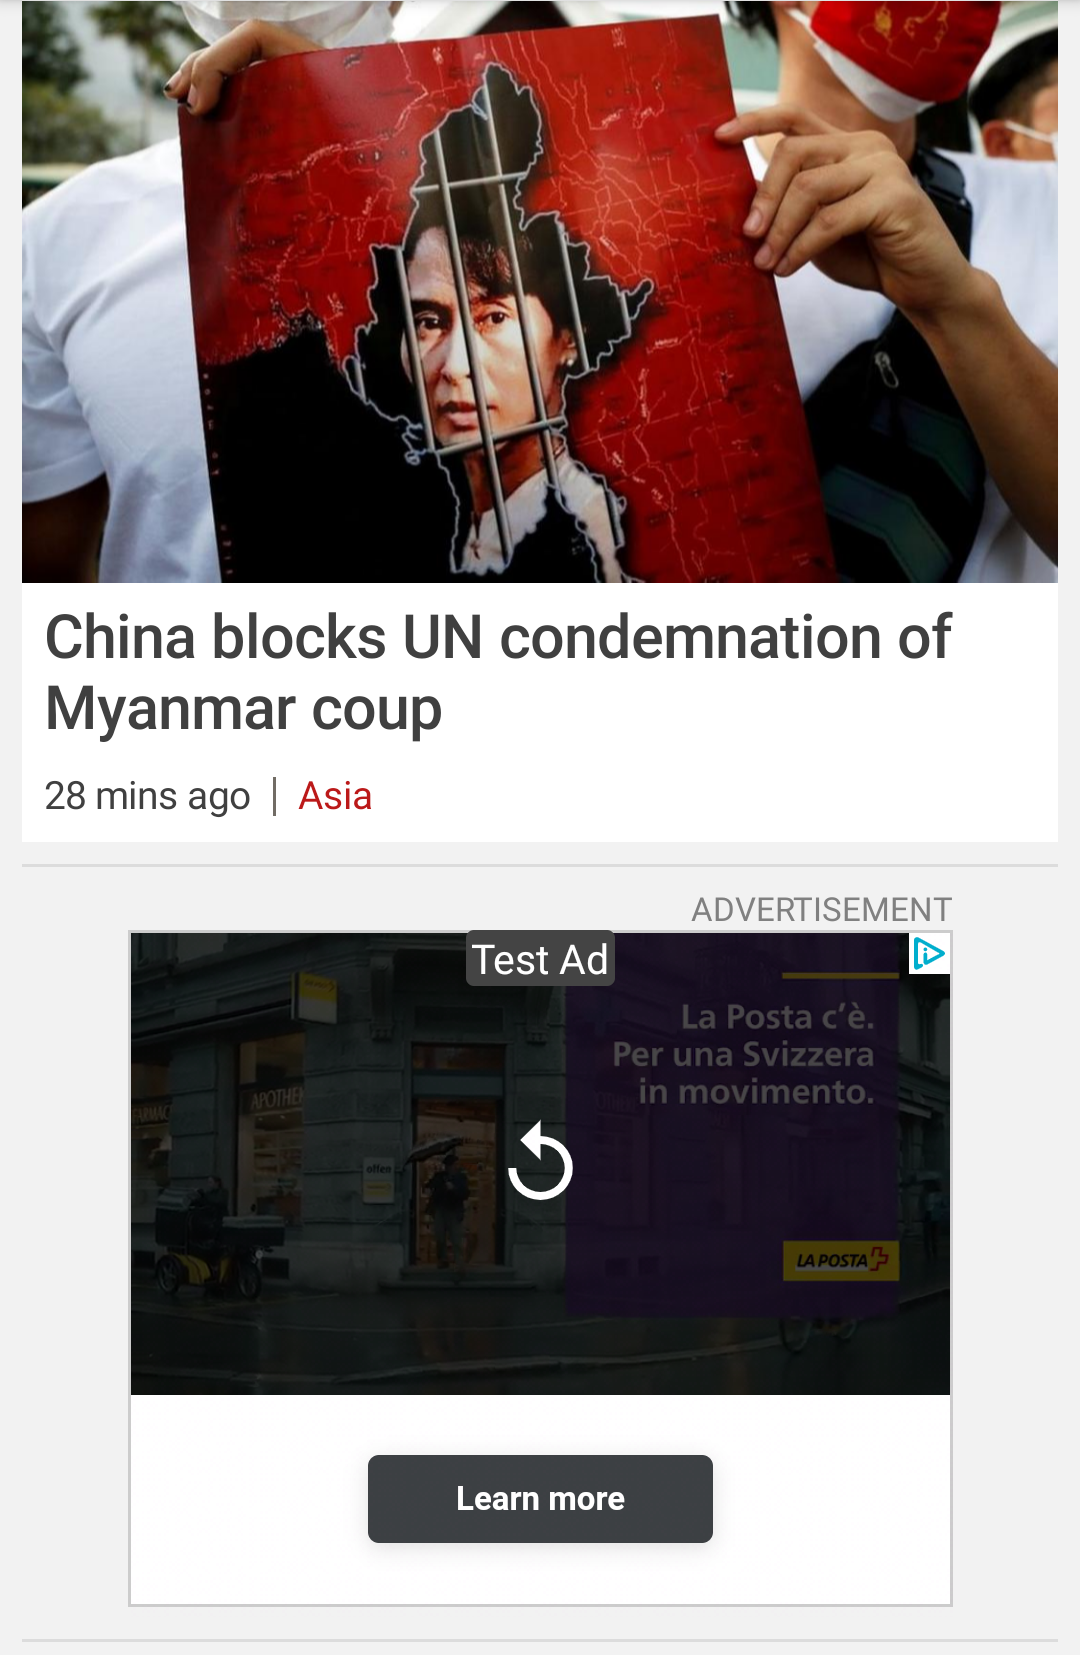 China blocks UN condemnation of
Myanmar coup
28 mins ago | Asia
ADVERTISEMENT
Test Ad
La Posta c'è.
Per una Svizzera
in movimento.
APOTHE
FARMAC
offen
LA POSTA
Learn more